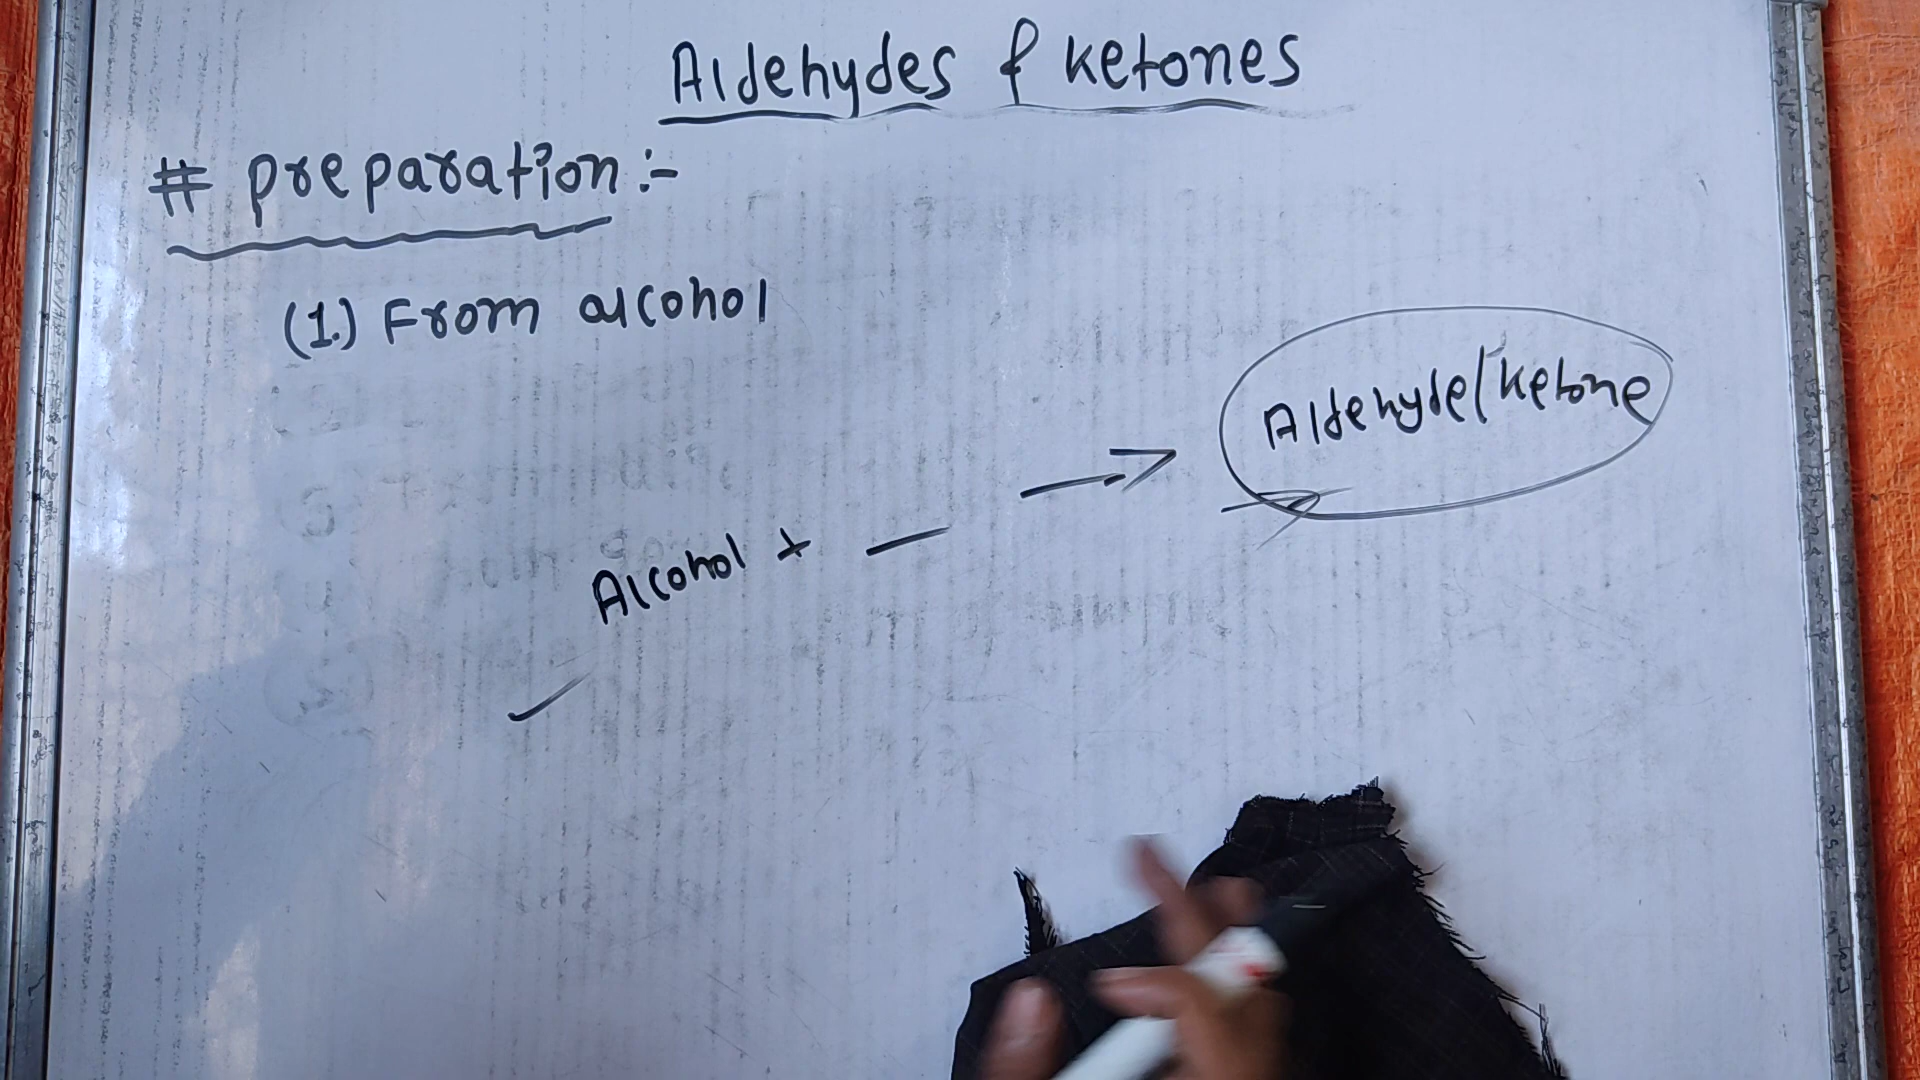 Aldehydes & ketones
# preparation :-
(1.) From alcohol
Aldehyde/ketone
Alcohol + —